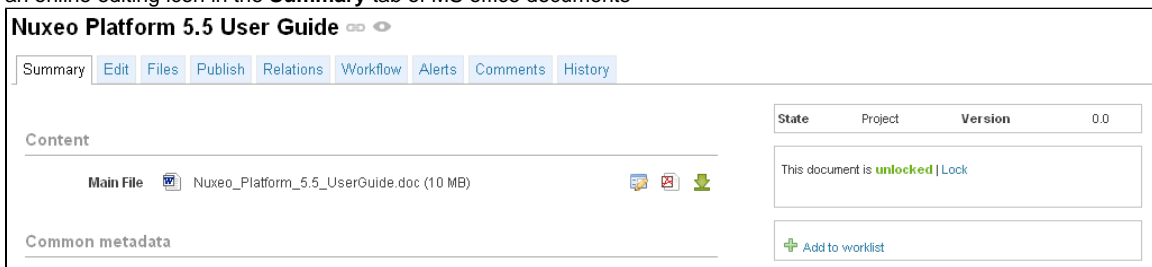 an online editing icon in the Summary tab of MS office documents
Nuxeo Platform 5.5 User Guide
Summary Edit Files Publish Relations Workflow Alerts Comments History
State Project Version 0.0
Content
This document is unlocked | Lock
Main File Nuxeo_Platform_5.5_UserGuide.doc (10 MB)
Common metadata
Add to worklist